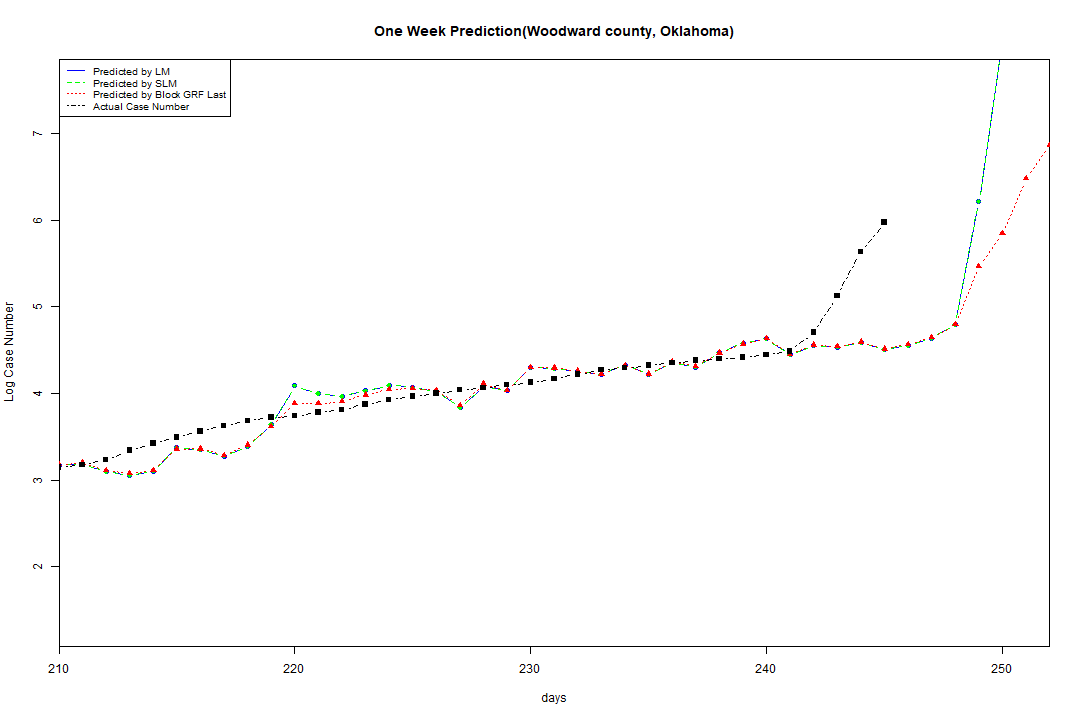 One Week Prediction(Woodward county, Oklahoma)
Predicted by LM
Predicted by SLM
Predicted by Block GRF Last
Actual Case Number
7
6
5
4
3
2
Log Case Number
210
220
230
240
250
days